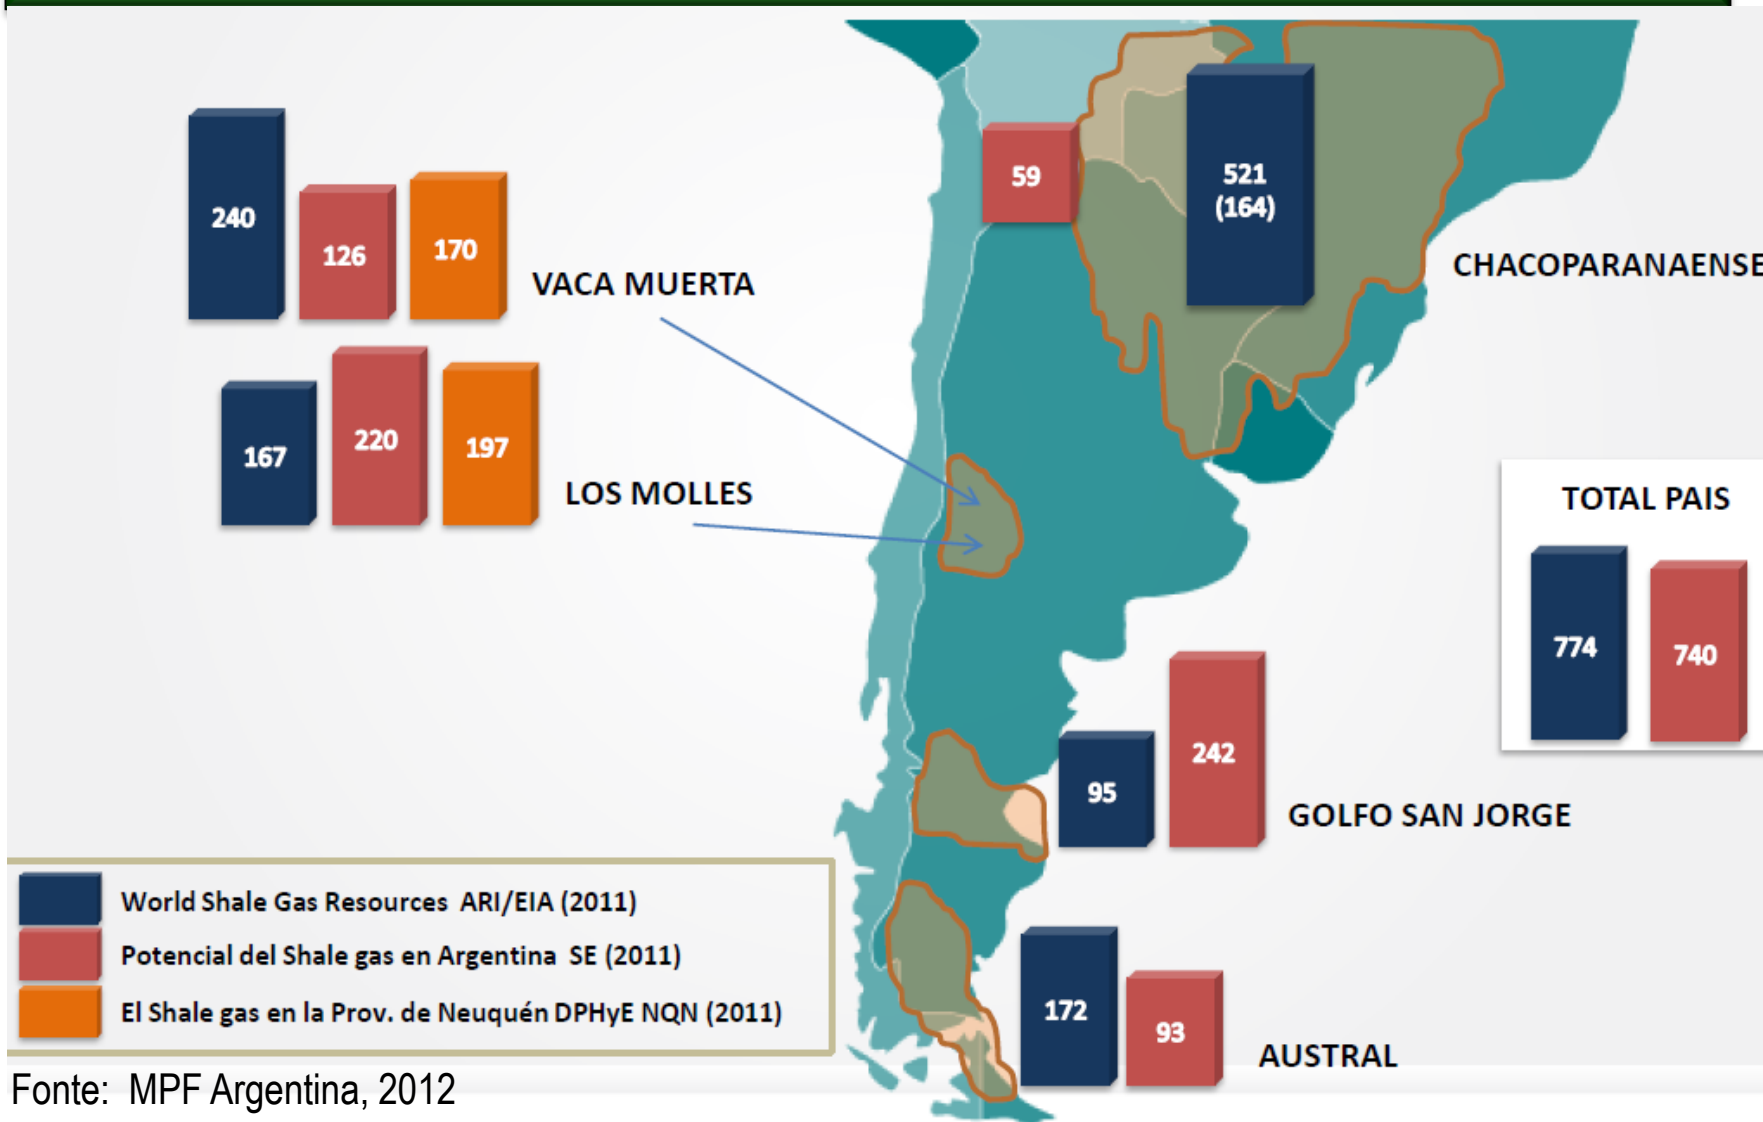 240
126
170
VACA MUERTA
167
220
197
LOS MOLLES
59
521
(164)
CHACOPARANAENSE
TOTAL PAIS
774
740
95
242
GOLFO SAN JORGE
172
93
AUSTRAL
World Shale Gas Resources ARI/EIA (2011)
Potencial del Shale gas en Argentina SE (2011)
El Shale gas en la Prov. de Neuquén DPHyE NQN (2011)
Fonte: MPF Argentina, 2012